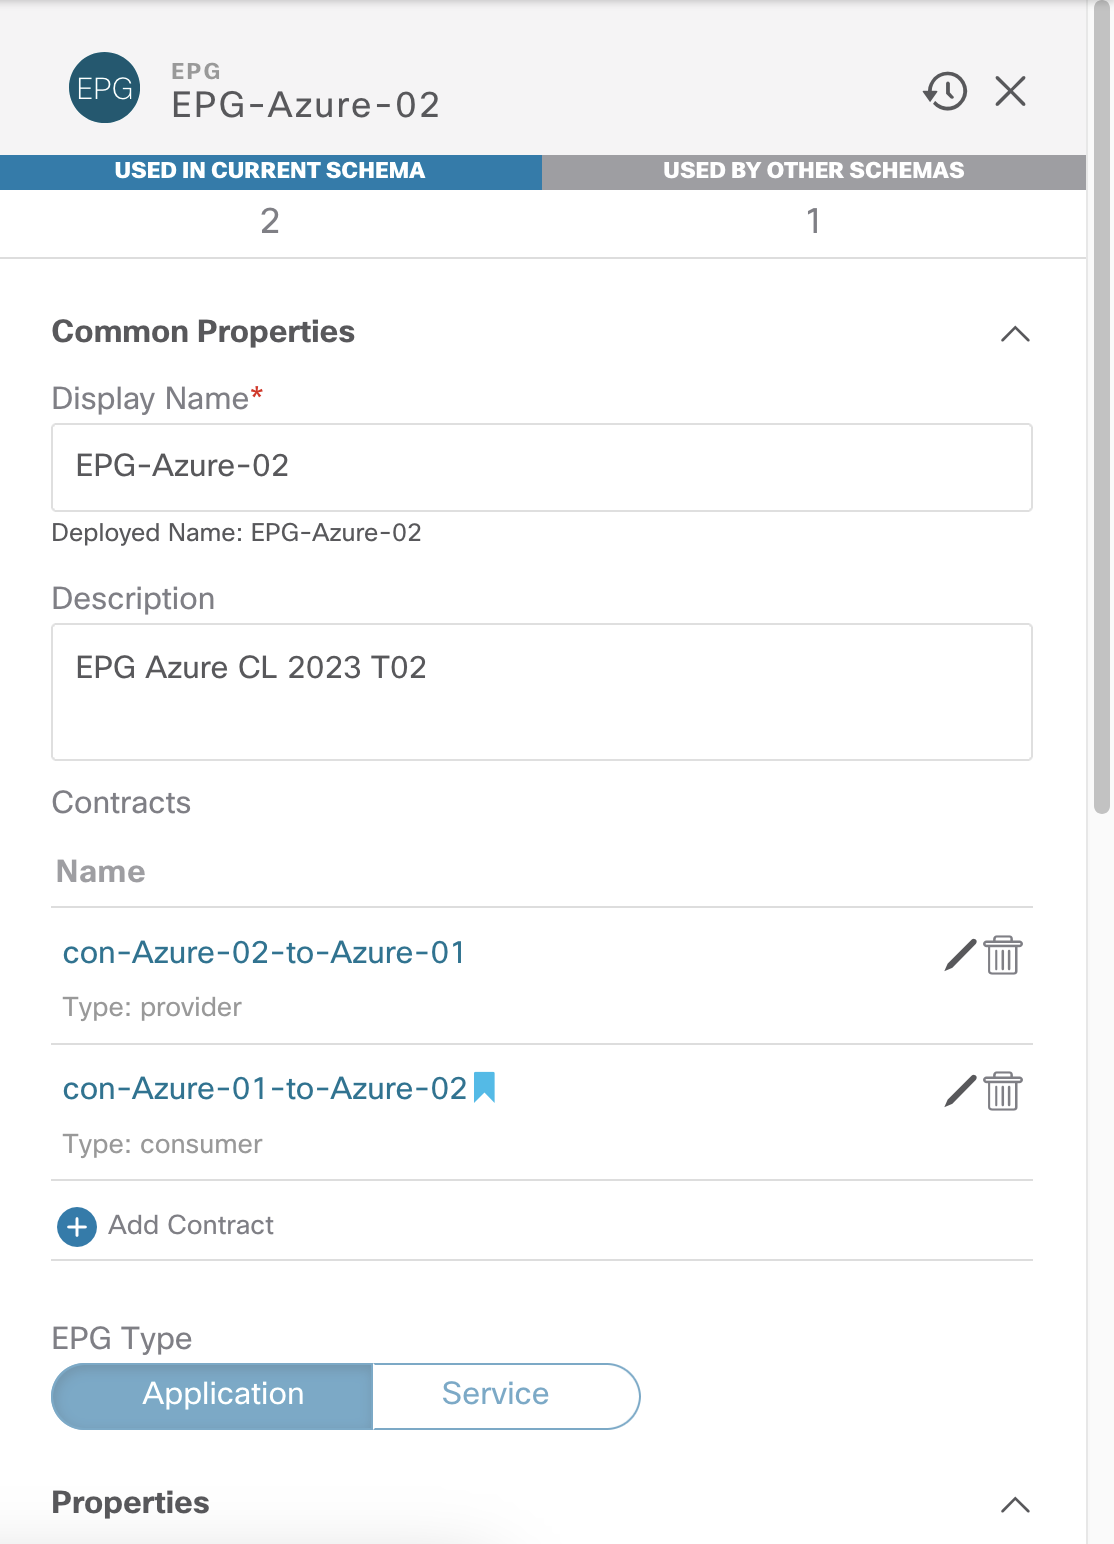 EPG
EPG
EPG-Azure-02
USED IN CURRENT SCHEMA
USED BY OTHER SCHEMAS
2
1
Common Properties
Display Name*
EPG-Azure-02
Deployed Name: EPG-Azure-02
Description
EPG Azure CL 2023 T02
Contracts
Name
con-Azure-02-to-Azure-01
Type: provider
con-Azure-01-to-Azure-02
Type: consumer
Add Contract
EPG Type
Application
Service
Properties